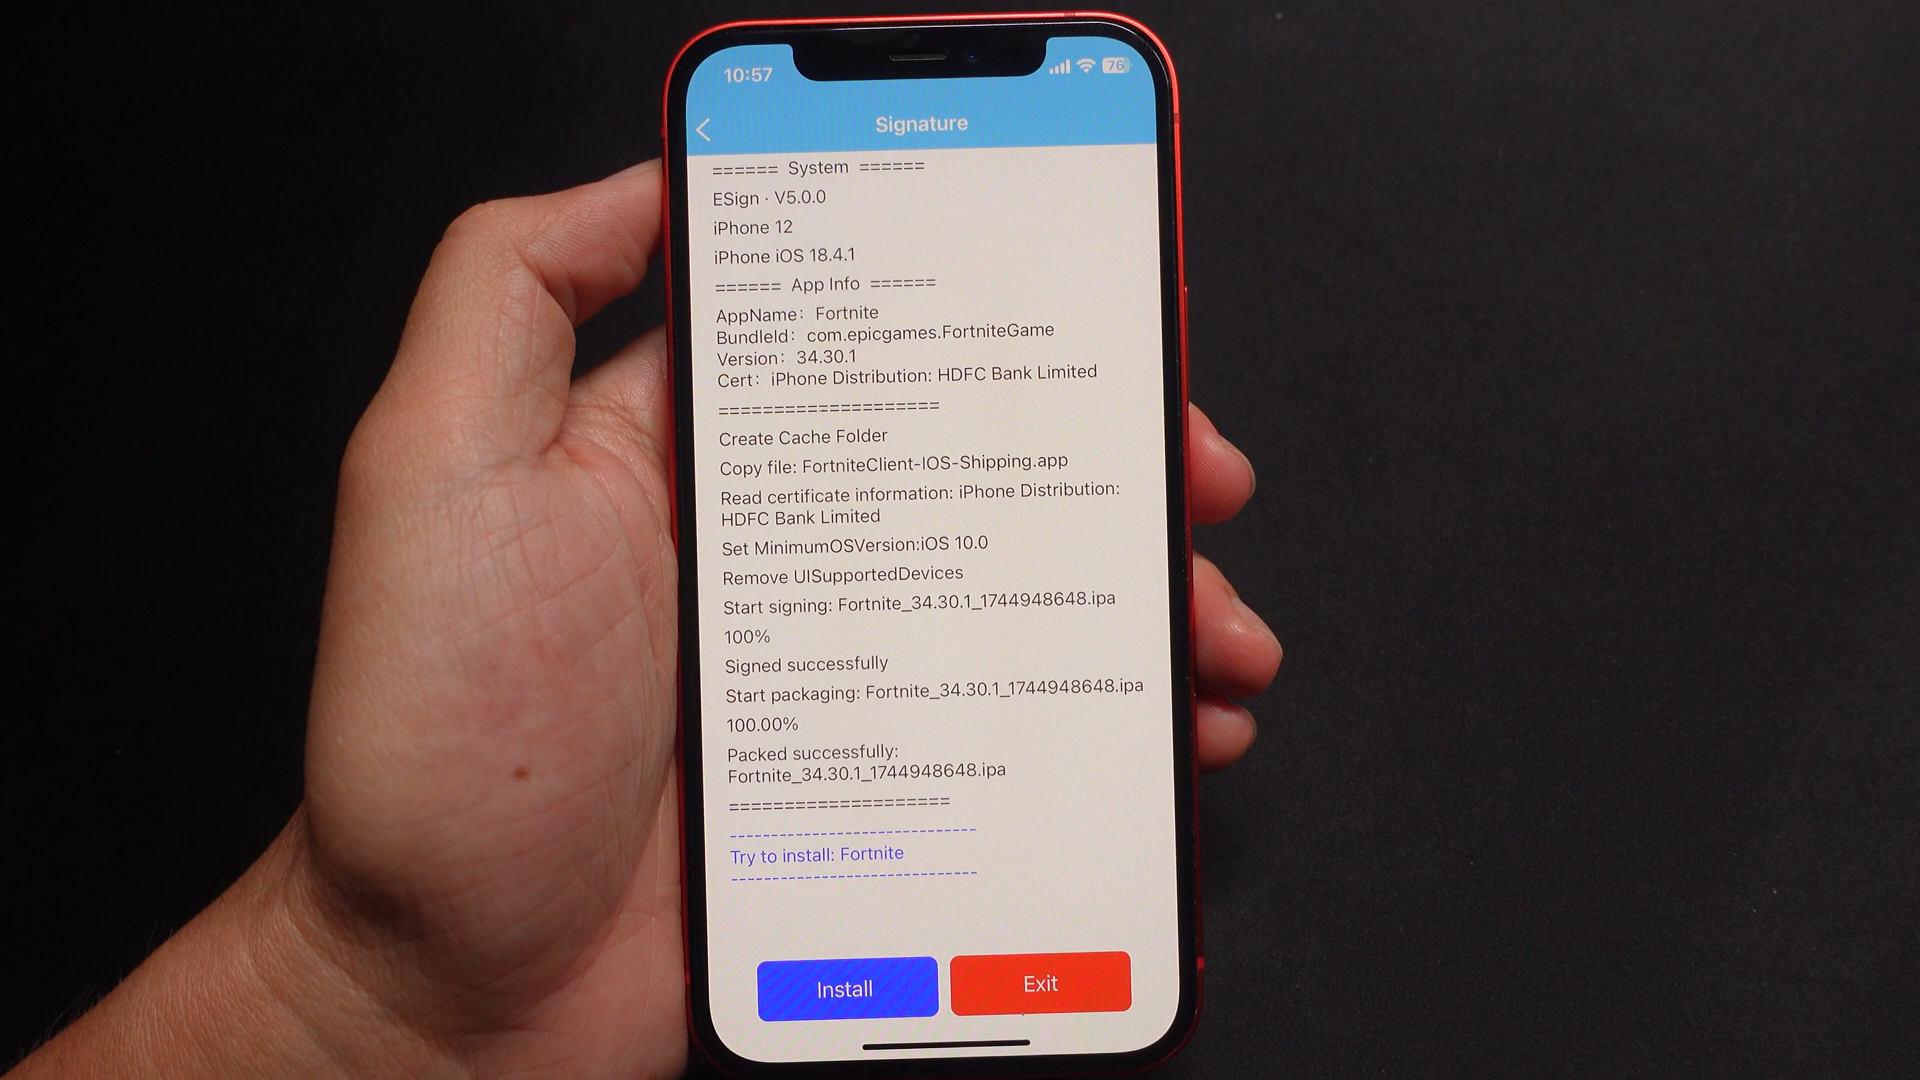 10:57
76
Signature
====== System ======
ESign · V5.0.0
iPhone 12
iPhone iOS 18.4.1
====== App Info ======
AppName： Fortnite
BundleId： com.epicgames.FortniteGame
Version： 34.30.1
Cert： iPhone Distribution: HDFC Bank Limited
====================
Create Cache Folder
Copy file: FortniteClient-IOS-Shipping.app
Read certificate information: iPhone Distribution:
HDFC Bank Limited
Set MinimumOSVersion:iOS 10.0
Remove UISupportedDevices
Start signing: Fortnite_34.30.1_1744948648.ipa
100%
Signed successfully
Start packaging: Fortnite_34.30.1_1744948648.ipa
100.00%
Packed successfully:
Fortnite_34.30.1_1744948648.ipa
====================
------------------------------
Try to install: Fortnite
------------------------------
Install Exit